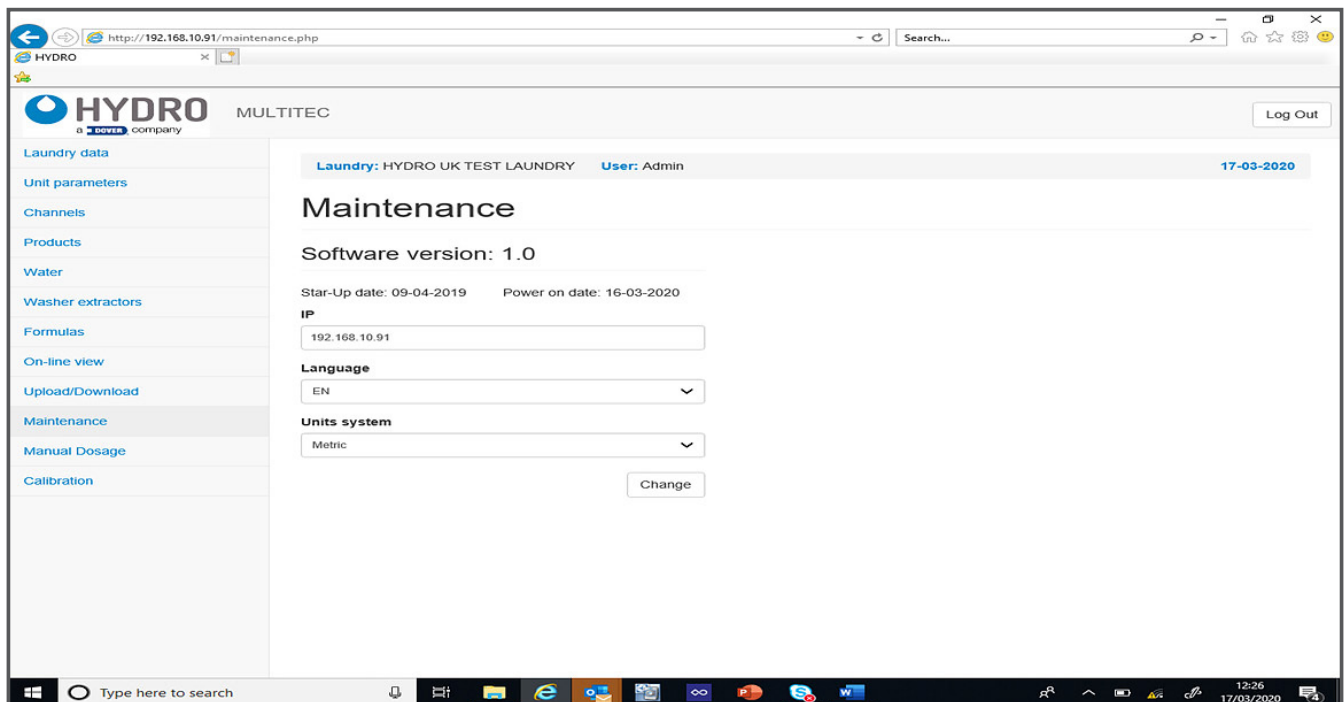 http://192.168.10.91/maintenance.php
Search...
HYDRO
HYDRO
a DOVER company
MULTITEC
Log Out
Laundry data
Unit parameters
Channels
Products
Water
Washer extractors
Formulas
On-line view
Upload/Download
Maintenance
Manual Dosage
Calibration
Laundry: HYDRO UK TEST LAUNDRY User: Admin 17-03-2020
Maintenance
Software version: 1.0
Star-Up date: 09-04-2019 Power on date: 16-03-2020
IP
192.168.10.91
Language
EN
Units system
Metric
Change
Type here to search
12:26
17/03/2020
4